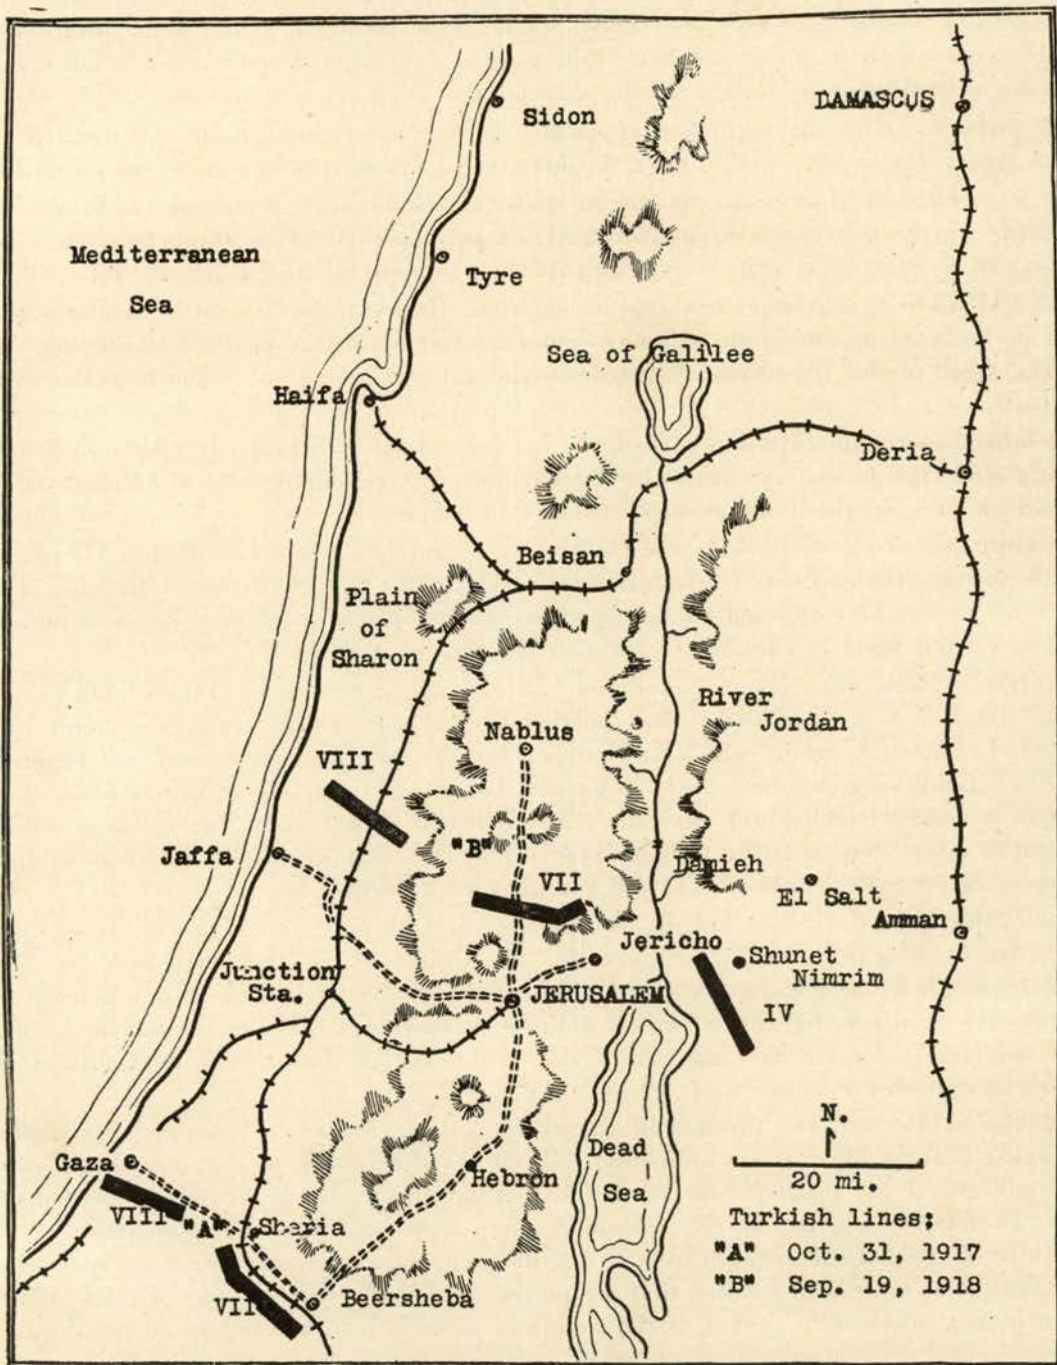 Sidon
DAMASCUS
Mediterranean
Sea
Tyre
Sea of Galilee
Haifa
Deria
Beisan
Plain
of
Sharon
River
Jordan
Nablus
VIII
"B"
Jaffa
VII
Damieh
El Salt
Amman
Jericho
Shunet
Nimrim
Junction
Sta.
JERUSALEM
IV
N.
Gaza
Hebron
Dead
Sea
20 mi.
VIII
"A"
Sheria
Turkish lines;
"A" Oct. 31, 1917
"B" Sep. 19, 1918
VII
Beersheba